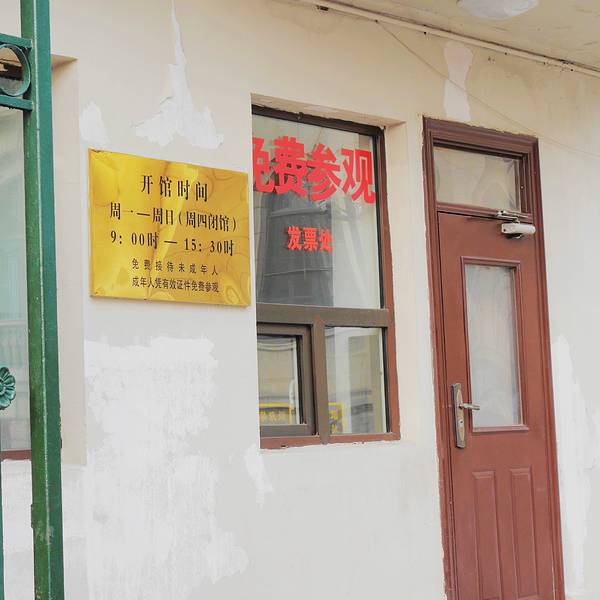 开馆时间
周一—周日(周四闭馆)
9:00时—15:30时
免费接待未成年人
成年人凭有效证件免费参观
免费参观
发票处